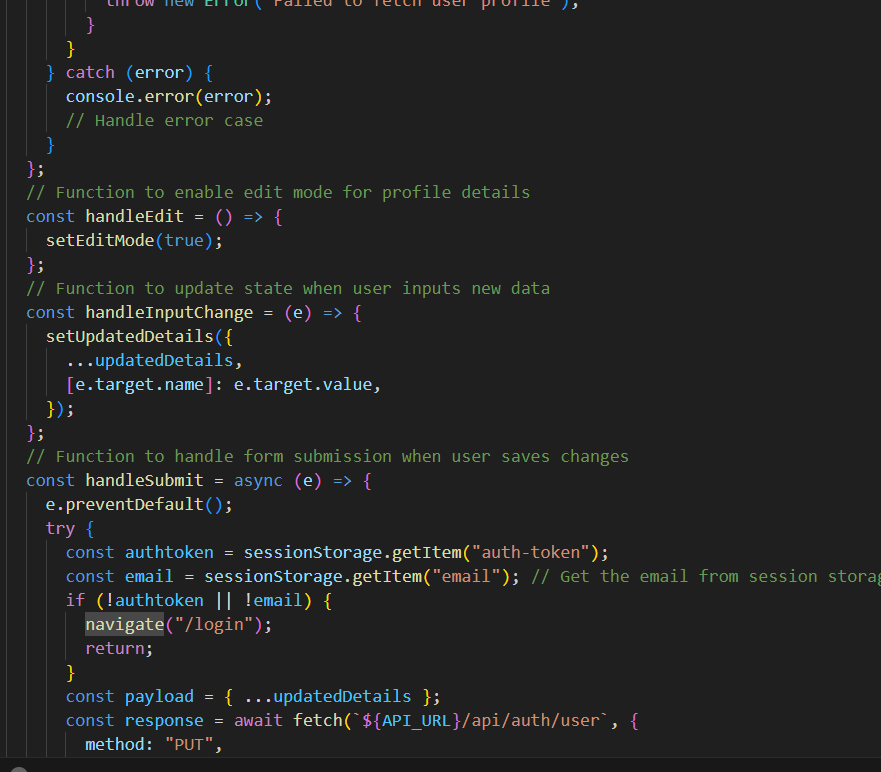 throw new Error("Failed to fetch user profile");
}
}
} catch (error) {
console.error(error);
// Handle error case
}
};
// Function to enable edit mode for profile details
const handleEdit = () => {
setEditMode(true);
};
// Function to update state when user inputs new data
const handleInputChange = (e) => {
setUpdatedDetails({
...updatedDetails,
[e.target.name]: e.target.value,
});
};
// Function to handle form submission when user saves changes
const handleSubmit = async (e) => {
e.preventDefault();
try {
const authtoken = sessionStorage.getItem("auth-token");
const email = sessionStorage.getItem("email"); // Get the email from session storag
if (!authtoken || !email) {
navigate("/login");
return;
}
const payload = { ...updatedDetails };
const response = await fetch(`${API_URL}/api/auth/user`, {
method: "PUT",